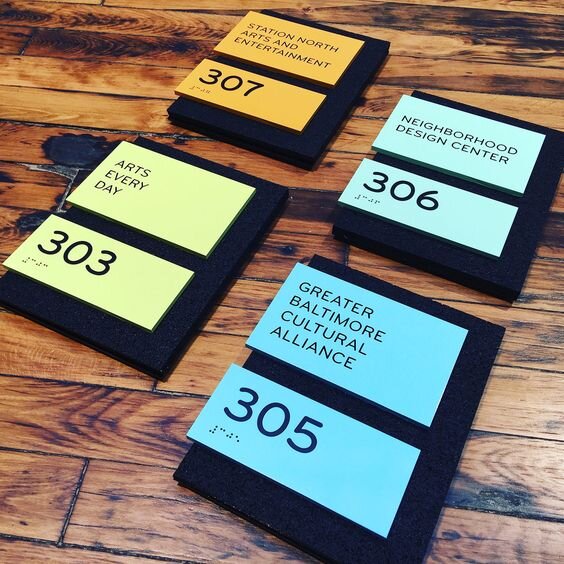 STATION NORTH
ARTS AND
ENTERTAINMENT
307
NEIGHBORHOOD
DESIGN CENTER
306
ARTS
EVERY
DAY
303
GREATER
BALTIMORE
CULTURAL
ALLIANCE
305